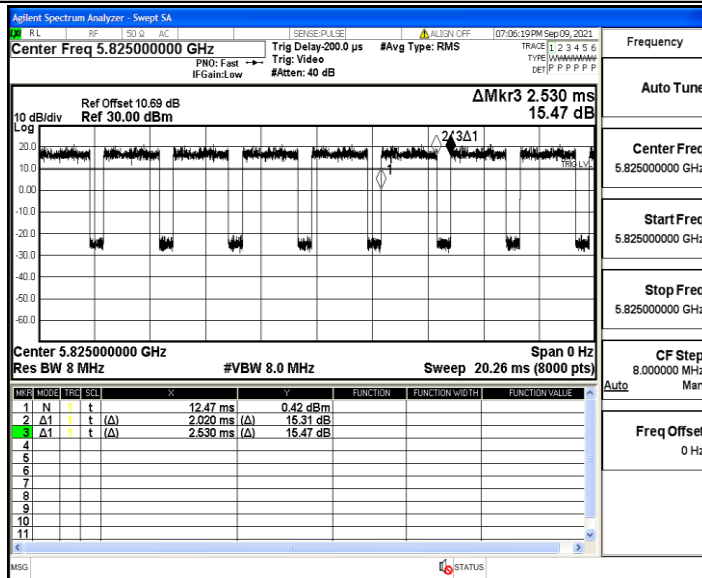 Agilent Spectrum Analyzer - Swept SA
RL RF 50 Ω AC SENSE:PULSE ALIGN OFF 07:06:19 PM Sep 09, 2021
Center Freq 5.825000000 GHz
PNO: Fast
IFGain:Low
Trig Delay-200.0 µs
Trig: Video
#Atten: 40 dB
#Avg Type: RMS
TRACE 1 2 3 4 5 6
TYPE WWWWWW
DET P P P P P P
Frequency
ΔMkr3 2.530 ms
15.47 dB
Ref Offset 10.69 dB
10 dB/div Ref 30.00 dBm
Log
20.0
10.0
0.00
-10.0
-20.0
-30.0
-40.0
-50.0
-60.0
3Δ1
1
TRIG LVL
Center 5.825000000 GHz Span 0 Hz
Res BW 8 MHz #VBW 8.0 MHz Sweep 20.26 ms (8000 pts)
MKR MODE TRC SCL X Y FUNCTION FUNCTION WIDTH FUNCTION VALUE
1 N 1 t 12.47 ms 0.42 dBm
2 Δ1 1 t (Δ) 2.020 ms (Δ) 15.31 dB
3 Δ1 1 t (Δ) 2.530 ms (Δ) 15.47 dB
4
5
6
7
8
9
10
11
MSG STATUS
Auto Tune
Center Freq
5.825000000 GHz
Start Freq
5.825000000 GHz
Stop Freq
5.825000000 GHz
CF Step
8.000000 MHz
Auto Man
Freq Offset
0 Hz